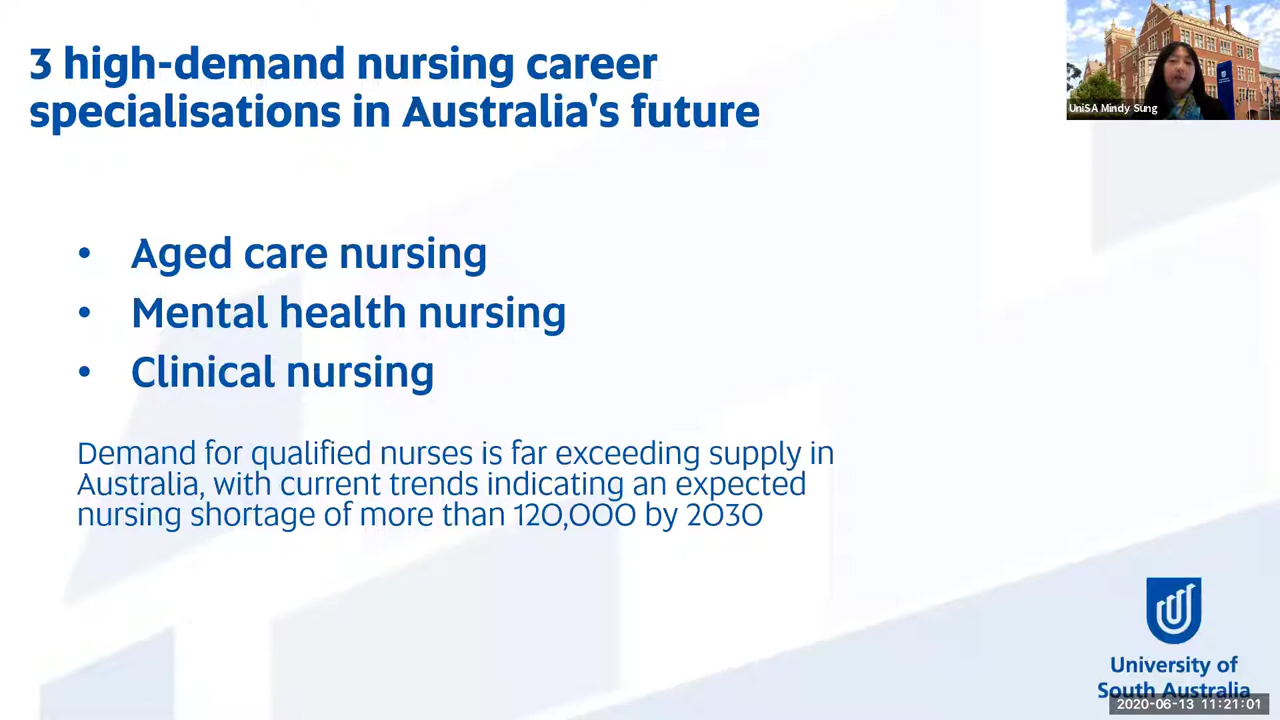 3 high-demand nursing career
specialisations in Australia's future
UniSA Mindy Sung
• Aged care nursing
• Mental health nursing
• Clinical nursing
Demand for qualified nurses is far exceeding supply in
Australia, with current trends indicating an expected
nursing shortage of more than 120,000 by 2030
University of
South Australia
2020-06-13 11:21:01